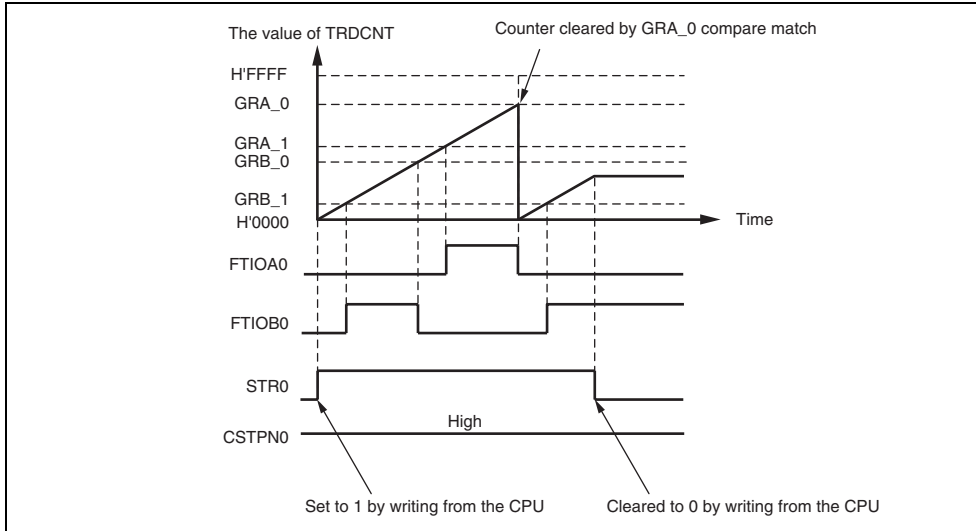 The value of TRDCNT
Counter cleared by GRA_0 compare match
H'FFFF
GRA_0
GRA_1
GRB_0
GRB_1
H'0000
Time
FTIOA0
FTIOB0
STR0
High
CSTPN0
Set to 1 by writing from the CPU
Cleared to 0 by writing from the CPU